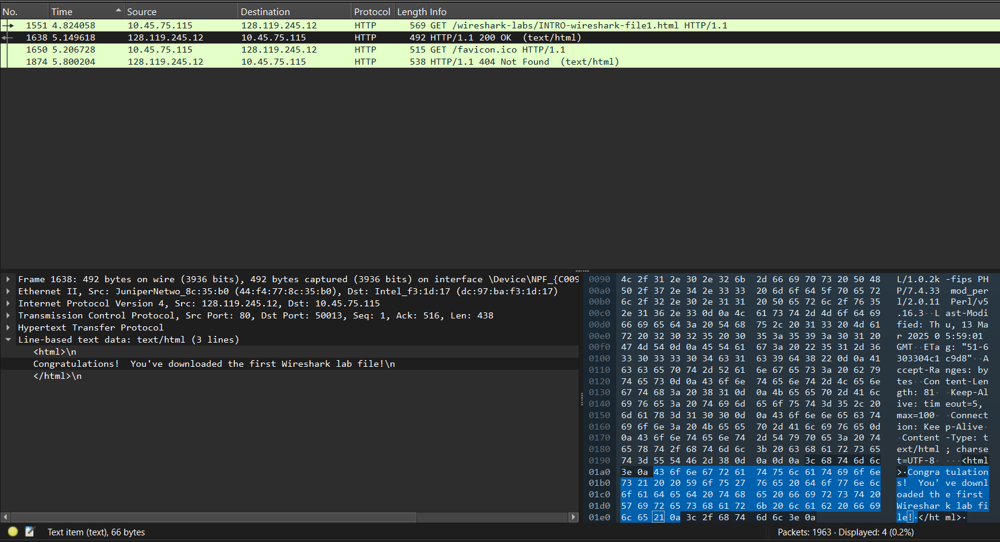 No. Time Source Destination Protocol Length Info
1551 4.824058 10.45.75.115 128.119.245.12 HTTP 569 GET /wireshark-labs/INTRO-wireshark-file1.html HTTP/1.1
1638 5.149618 128.119.245.12 10.45.75.115 HTTP 492 HTTP/1.1 200 OK  (text/html)
1650 5.206728 10.45.75.115 128.119.245.12 HTTP 515 GET /favicon.ico HTTP/1.1
1874 5.800204 128.119.245.12 10.45.75.115 HTTP 538 HTTP/1.1 404 Not Found  (text/html)
Frame 1638: 492 bytes on wire (3936 bits), 492 bytes captured (3936 bits) on interface \Device\NPF_{C009
Ethernet II, Src: JuniperNetwo_8c:35:b0 (44:f4:77:8c:35:b0), Dst: Intel_f3:1d:17 (dc:97:ba:f3:1d:17)
Internet Protocol Version 4, Src: 128.119.245.12, Dst: 10.45.75.115
Transmission Control Protocol, Src Port: 80, Dst Port: 50013, Seq: 1, Ack: 516, Len: 438
Hypertext Transfer Protocol
Line-based text data: text/html (3 lines)
<html>\n
Congratulations!  You've downloaded the first Wireshark lab file!\n
</html>\n
0090 4c 2f 31 2e 30 2e 32 6b 2d 66 69 70 73 20 50 48 L/1.0.2k -fips PH
00a0 50 2f 37 2e 34 2e 33 33 20 6d 6f 64 5f 70 65 72 P/7.4.33 mod_per
00b0 6c 2f 32 2e 30 2e 31 31 20 50 65 72 6c 2f 76 35 l/2.0.11 Perl/v5
00c0 2e 31 36 2e 33 0d 0a 4c 61 73 74 2d 4d 6f 64 69 .16.3··L ast-Modi
00d0 66 69 65 64 3a 20 54 68 75 2c 20 31 33 20 4d 61 fied: Th u, 13 Ma
00e0 72 20 32 30 32 35 20 30 35 3a 35 39 3a 30 31 20 r 2025 0 5:59:01
00f0 47 4d 54 0d 0a 45 54 61 67 3a 20 22 35 31 2d 36 GMT··ETa g: "51-6
0100 33 30 33 33 30 34 63 31 63 39 64 38 22 0d 0a 41 303304c1 c9d8"··A
0110 63 63 65 70 74 2d 52 61 6e 67 65 73 3a 20 62 79 ccept-Ra nges: by
0120 74 65 73 0d 0a 43 6f 6e 74 65 6e 74 2d 4c 65 6e tes··Con tent-Len
0130 67 74 68 3a 20 38 31 0d 0a 4b 65 65 70 2d 41 6c gth: 81· ·Keep-Al
0140 69 76 65 3a 20 74 69 6d 65 6f 75 74 3d 35 2c 20 ive: tim eout=5,
0150 6d 61 78 3d 31 30 30 0d 0a 43 6f 6e 6e 65 63 74 max=100· ·Connect
0160 69 6f 6e 3a 20 4b 65 65 70 2d 41 6c 69 76 65 0d ion: Kee p-Alive·
0170 0a 43 6f 6e 74 65 6e 74 2d 54 79 70 65 3a 20 74 ·Content -Type: t
0180 65 78 74 2f 68 74 6d 6c 3b 20 63 68 61 72 73 65 ext/html ; charse
0190 74 3d 55 54 46 2d 38 0d 0a 0d 0a 3c 68 74 6d 6c t=UTF-8· ···<html
01a0 3e 0a 43 6f 6e 67 72 61 74 75 6c 61 74 69 6f 6e >·Congra tulation
01b0 73 21 20 20 59 6f 75 27 76 65 20 64 6f 77 6e 6c s!  You' ve downl
01c0 6f 61 64 65 64 20 74 68 65 20 66 69 72 73 74 20 oaded th e first
01d0 57 69 72 65 73 68 61 72 6b 20 6c 61 62 20 66 69 Wireshar k lab fi
01e0 6c 65 21 0a 3c 2f 68 74 6d 6c 3e 0a le!·</ht ml>·
Text item (text), 66 bytes Packets: 1963 · Displayed: 4 (0.2%)